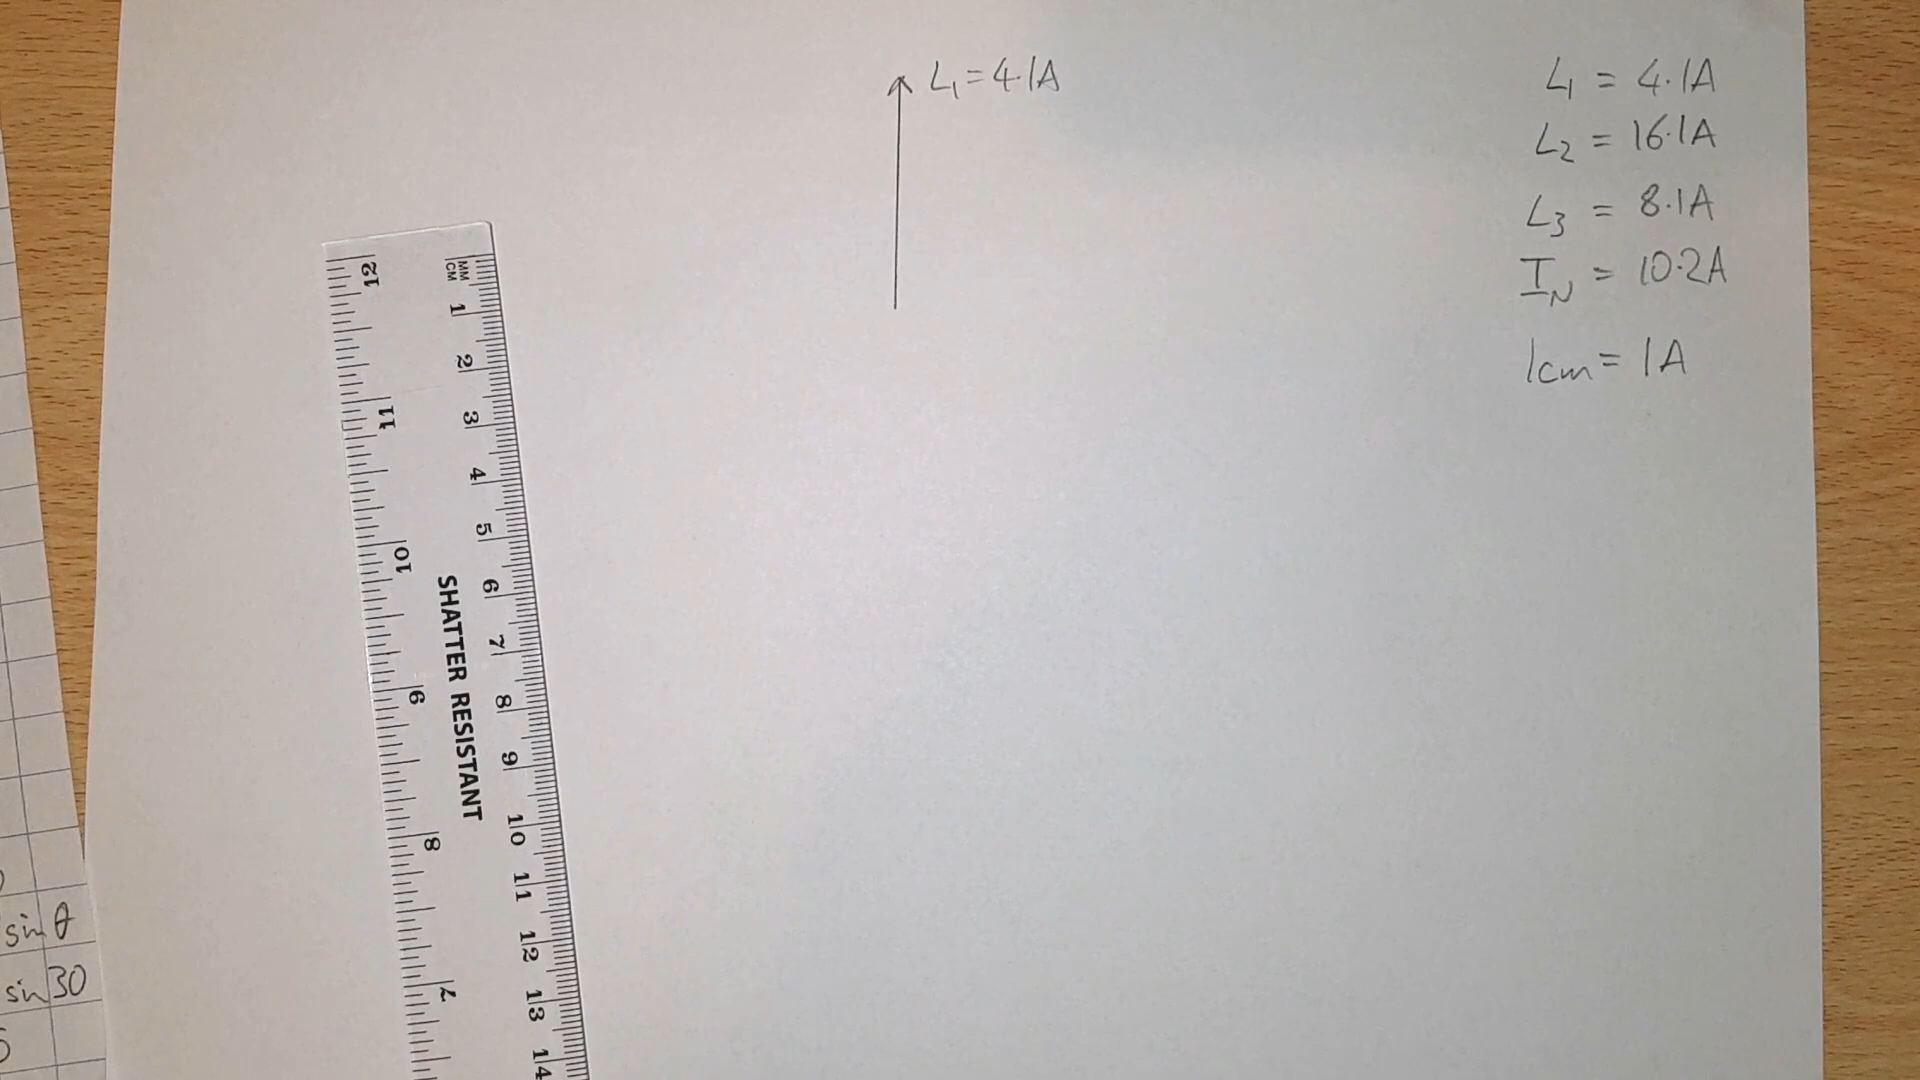 L₁ = 4.1A
L₁ = 4.1A
L₂ = 16.1A
L₃ = 8.1A
I_N = 10.2A
1cm = 1A
MM
CM
1
2
3
4
5
6
7
8
9
10
11
12
13
14
12
11
10
9
8
7
SHATTER RESISTANT
sin θ
sin 30